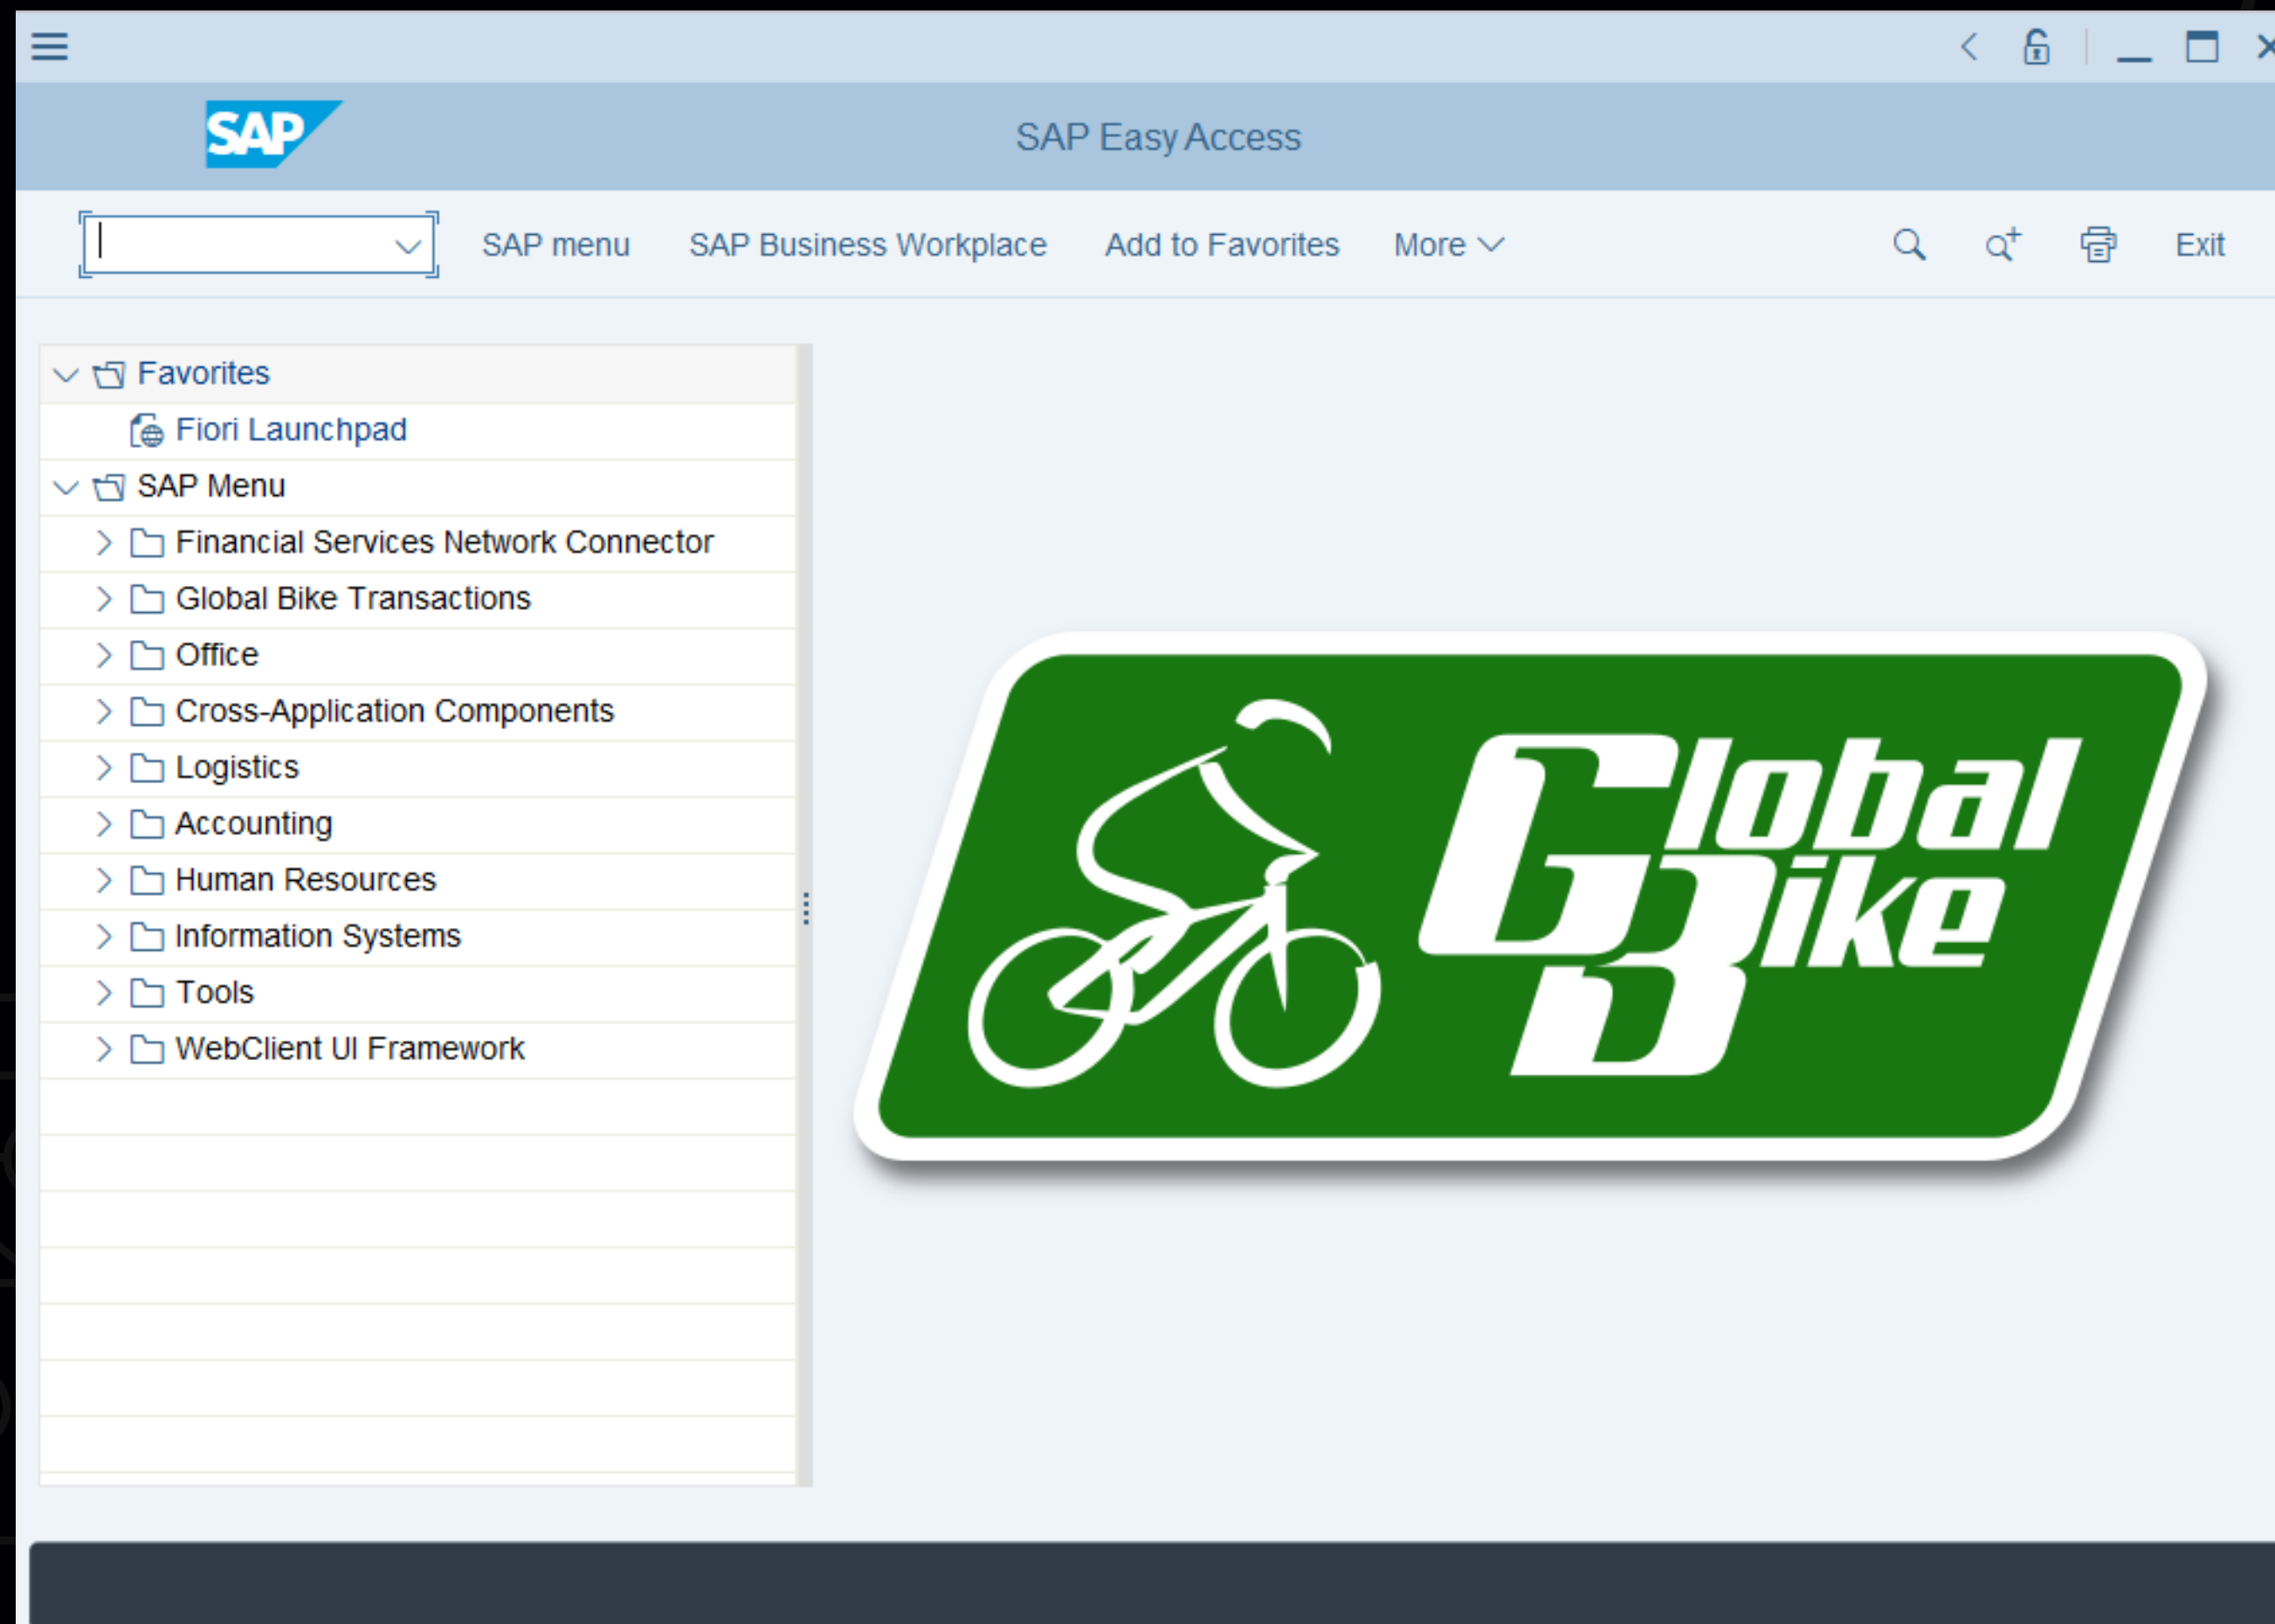 SAP
SAP Easy Access
SAP menu SAP Business Workplace Add to Favorites More Exit
Favorites
Fiori Launchpad
SAP Menu
Financial Services Network Connector
Global Bike Transactions
Office
Cross-Application Components
Logistics
Accounting
Human Resources
Information Systems
Tools
WebClient UI Framework
Global
Bike